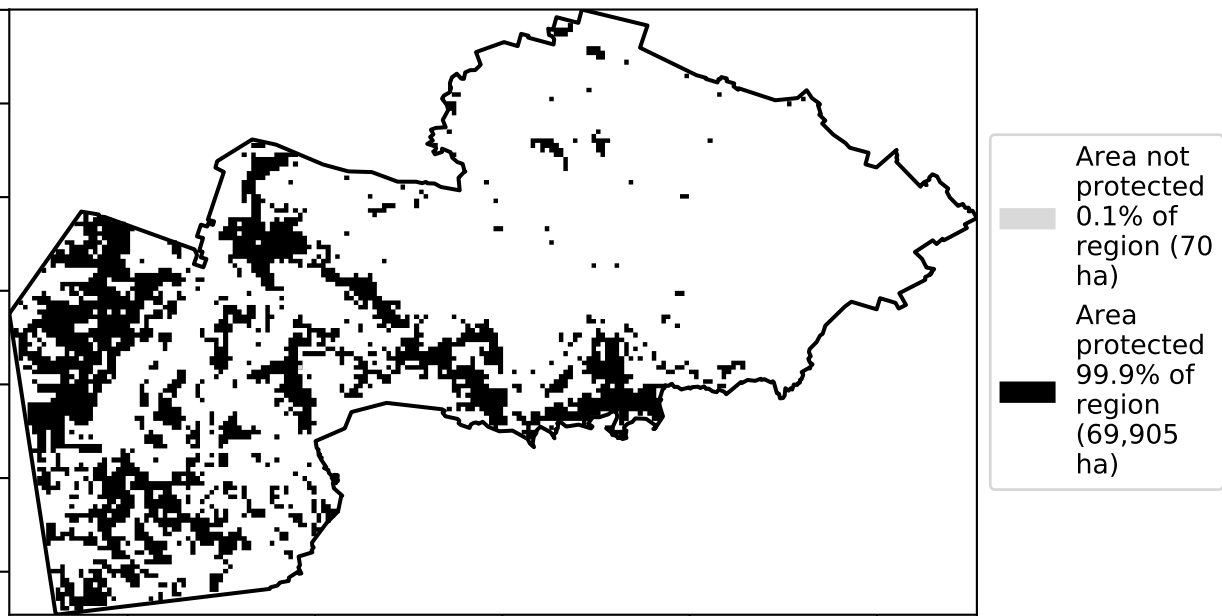 Area not
protected
0.1% of
region (70
ha)
Area
protected
99.9% of
region
(69,905
ha)